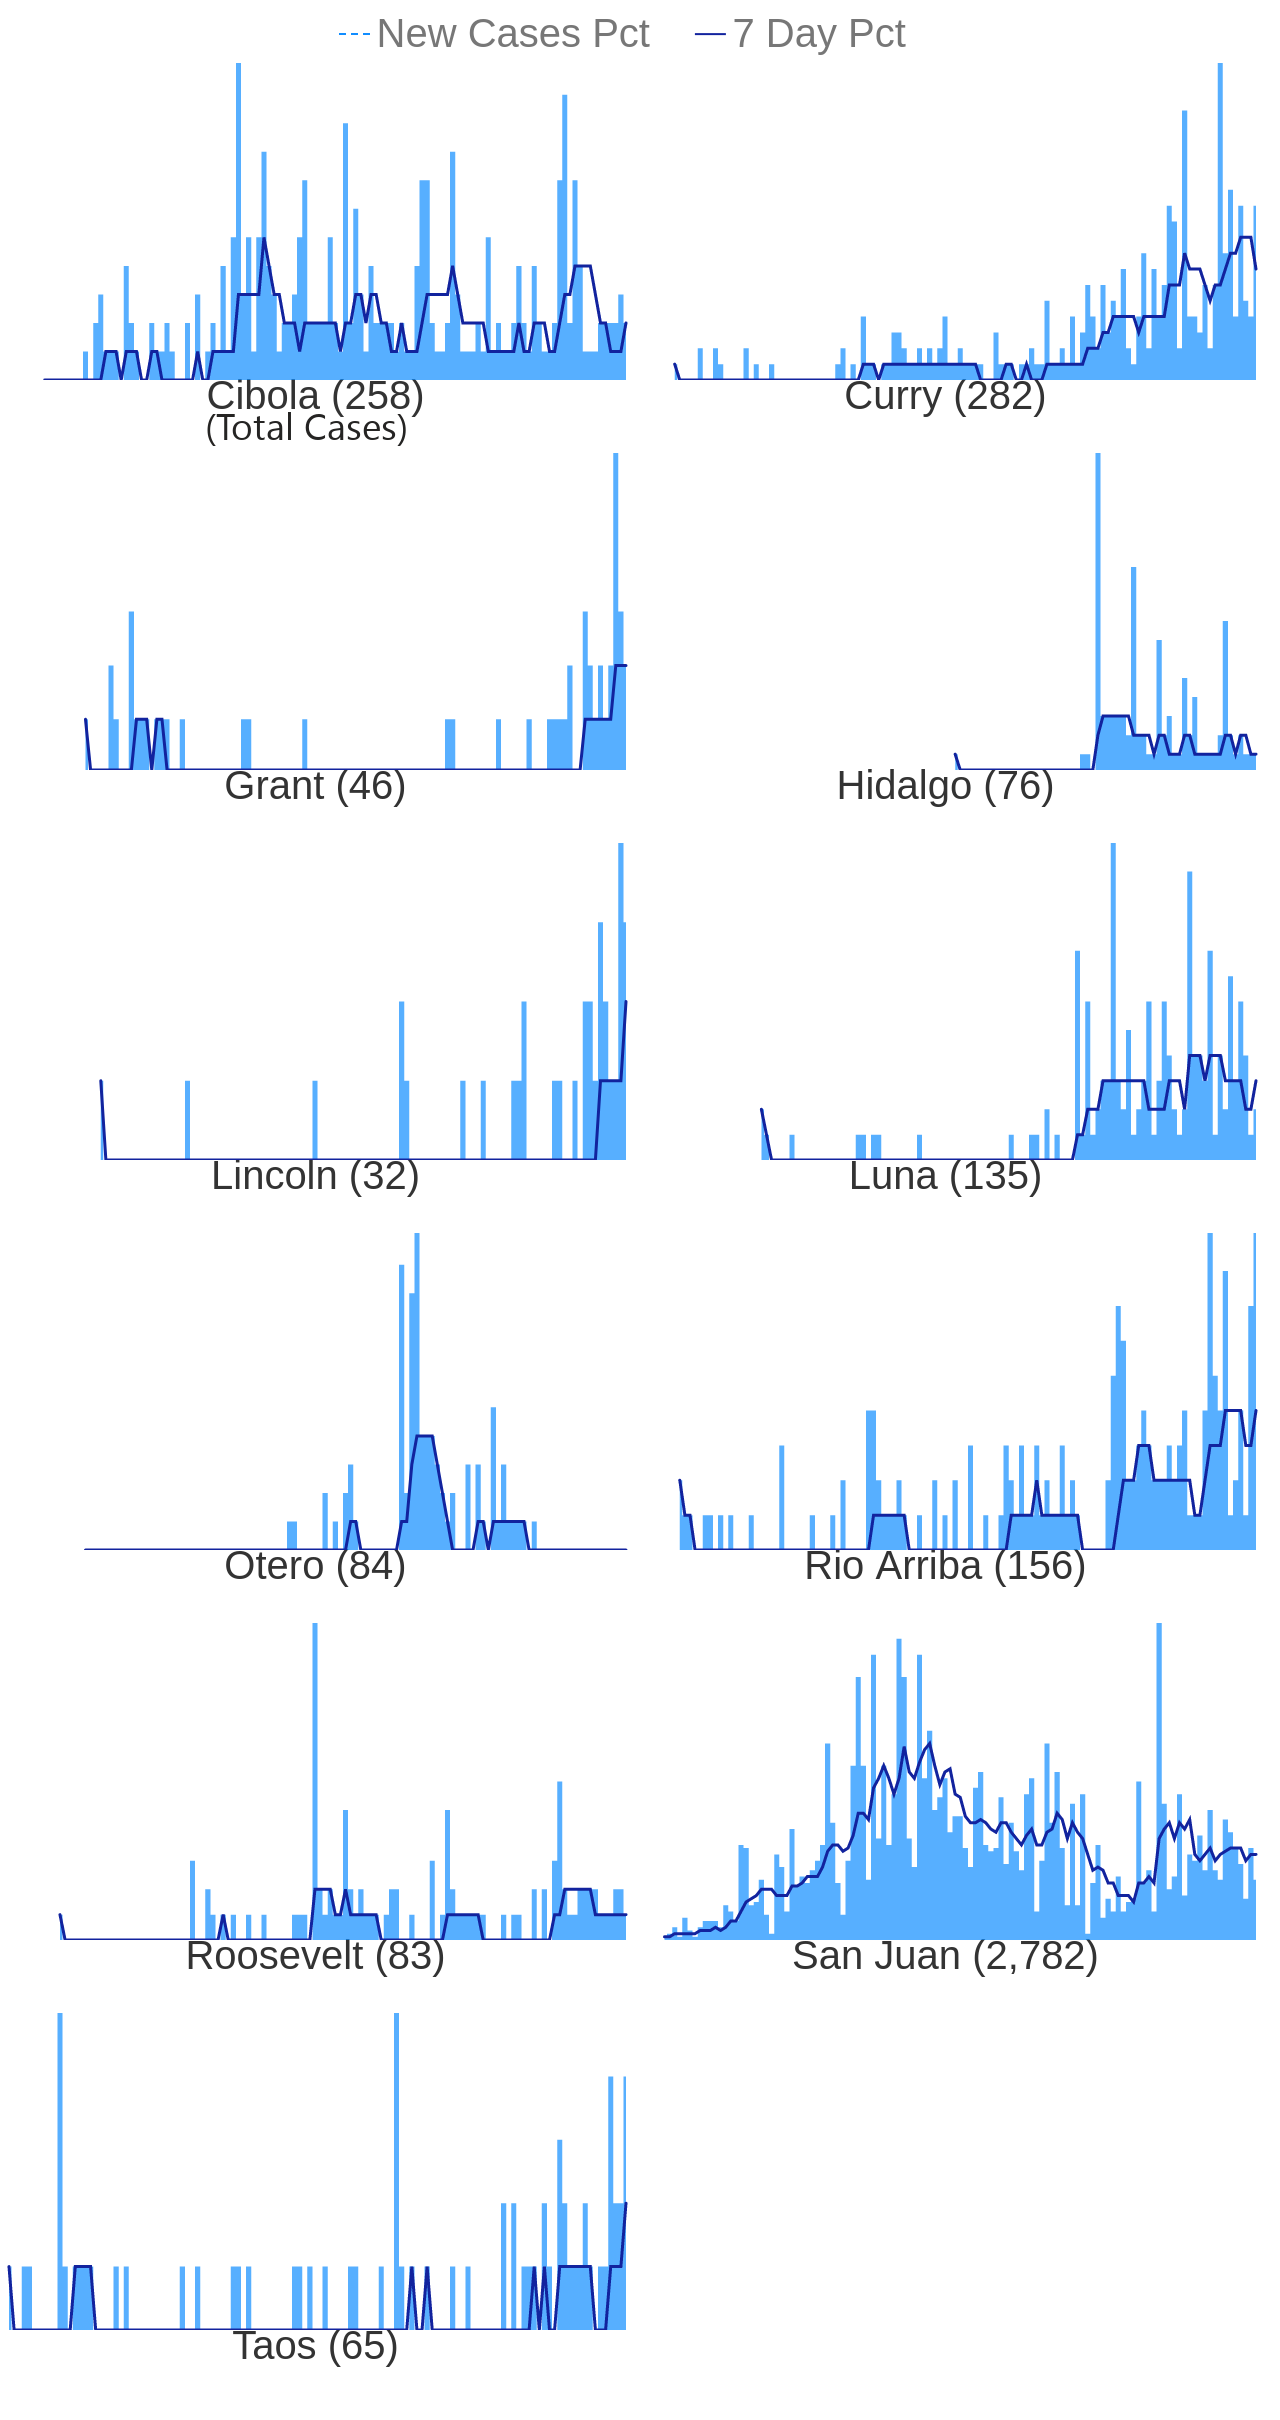 New Cases Pct 7 Day Pct
Cibola (258) Curry (282)
(Total Cases)
Grant (46) Hidalgo (76)
Lincoln (32) Luna (135)
Otero (84) Rio Arriba (156)
Roosevelt (83) San Juan (2,782)
Taos (65)